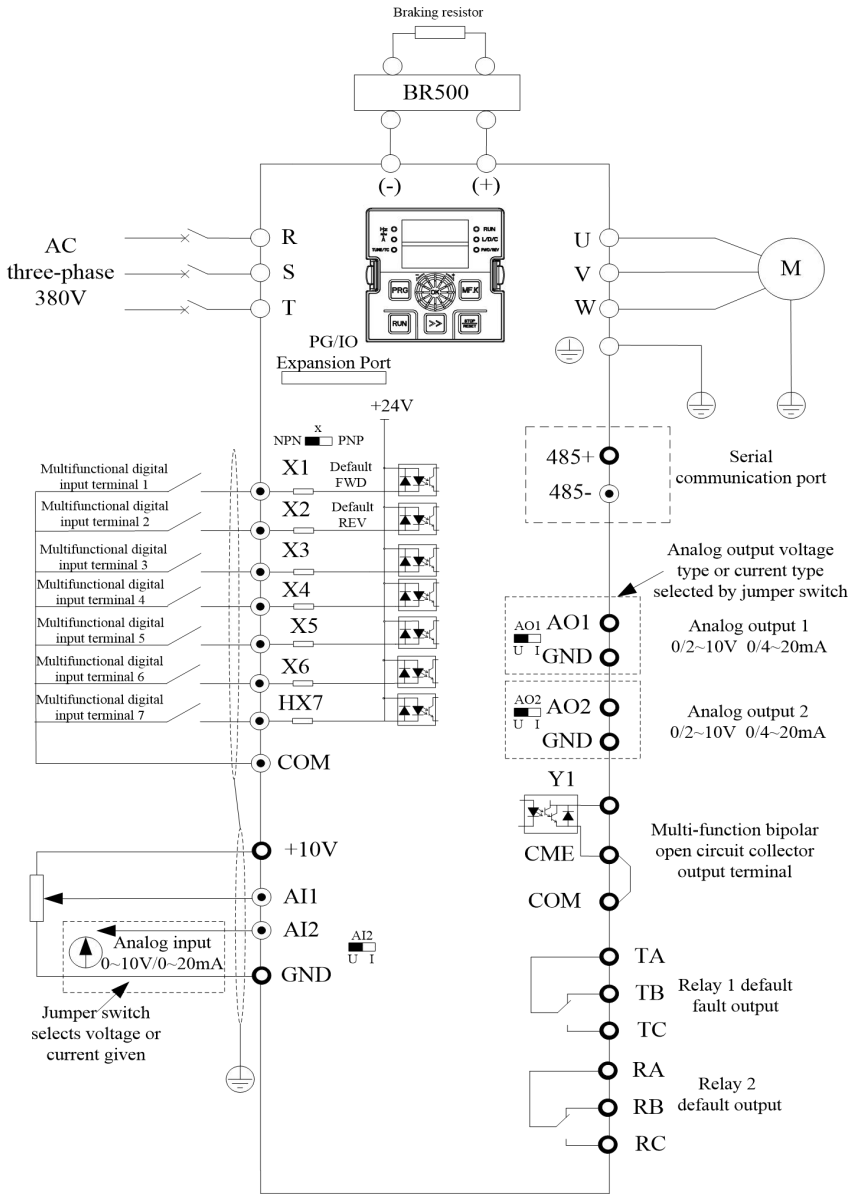 Braking resistor
BR500
(-)
(+)
AC
three-phase
380V
R
S
T
Hz
A
TUNE/TC
RUN
L/D/C
FWD/REV
PRG
OK
MF.K
RUN
>>
STOP
RESET
U
V
W
M
PG/IO
Expansion Port
+24V
x
NPN
PNP
Multifunctional digital
input terminal 1
X1
Default
FWD
Multifunctional digital
input terminal 2
X2
Default
REV
Multifunctional digital
input terminal 3
X3
Multifunctional digital
input terminal 4
X4
Multifunctional digital
input terminal 5
X5
Multifunctional digital
input terminal 6
X6
Multifunctional digital
input terminal 7
HX7
COM
+10V
AI1
AI2
Analog input
0~10V/0~20mA
GND
AI2
U I
Jumper switch
selects voltage or
current given
485+
485-
Serial
communication port
Analog output voltage
type or current type
selected by jumper switch
AO1
U I
AO1
GND
Analog output 1
0/2~10V 0/4~20mA
AO2
U I
AO2
GND
Analog output 2
0/2~10V 0/4~20mA
Y1
CME
COM
Multi-function bipolar
open circuit collector
output terminal
TA
TB
TC
Relay 1 default
fault output
RA
RB
RC
Relay 2
default output